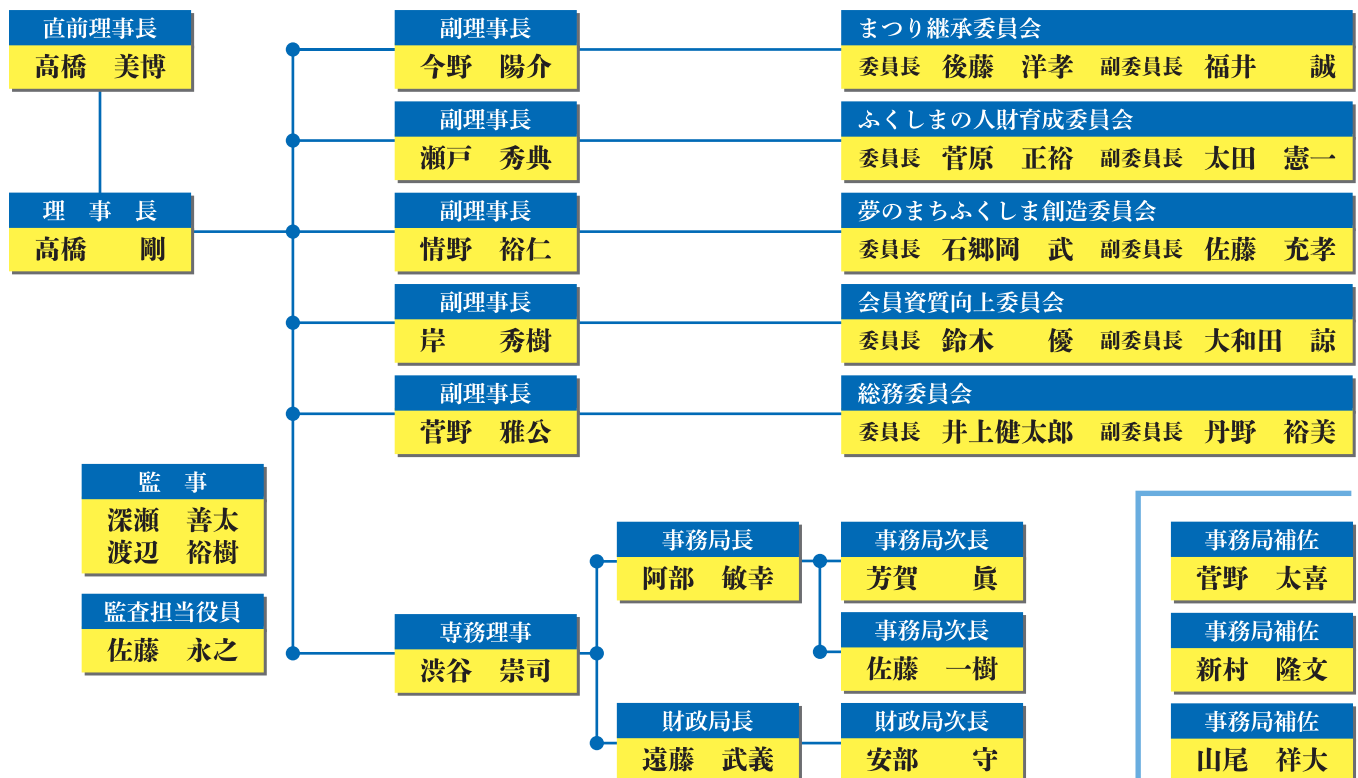 直前理事長
高橋　美博
理　事　長
高橋　　剛
副理事長
今野　陽介
まつり継承委員会
委員長　後藤　洋孝　副委員長　福井　　誠
副理事長
瀬戸　秀典
ふくしまの人財育成委員会
委員長　菅原　正裕　副委員長　太田　憲一
副理事長
情野　裕仁
夢のまちふくしま創造委員会
委員長　石郷岡　武　副委員長　佐藤　充孝
副理事長
岸　　秀樹
会員資質向上委員会
委員長　鈴木　　優　副委員長　大和田　諒
副理事長
菅野　雅公
総務委員会
委員長　井上健太郎　副委員長　丹野　裕美
監　事
深瀬　善太
渡辺　裕樹
監査担当役員
佐藤　永之
専務理事
渋谷　崇司
事務局長
阿部　敏幸
事務局次長
芳賀　　眞
事務局次長
佐藤　一樹
財政局長
遠藤　武義
財政局次長
安部　　守
事務局補佐
菅野　太喜
事務局補佐
新村　隆文
事務局補佐
山尾　祥大